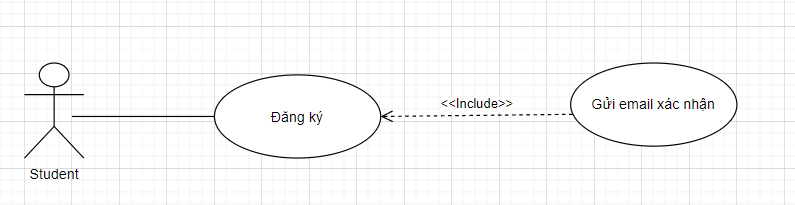 Đăng ký
<<Include>>
Gửi email xác nhận
Student